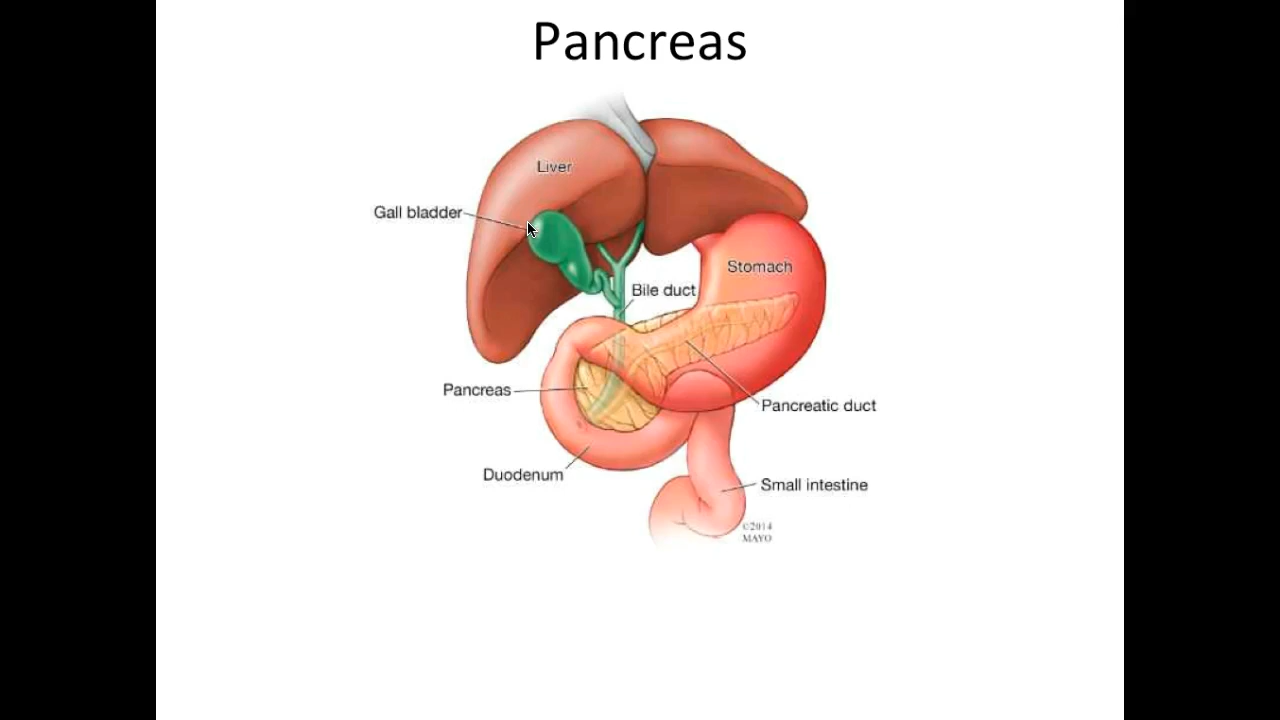 Pancreas
Liver
Gall bladder
Stomach
Bile duct
Pancreas
Pancreatic duct
Duodenum
Small intestine
©2014
MAYO